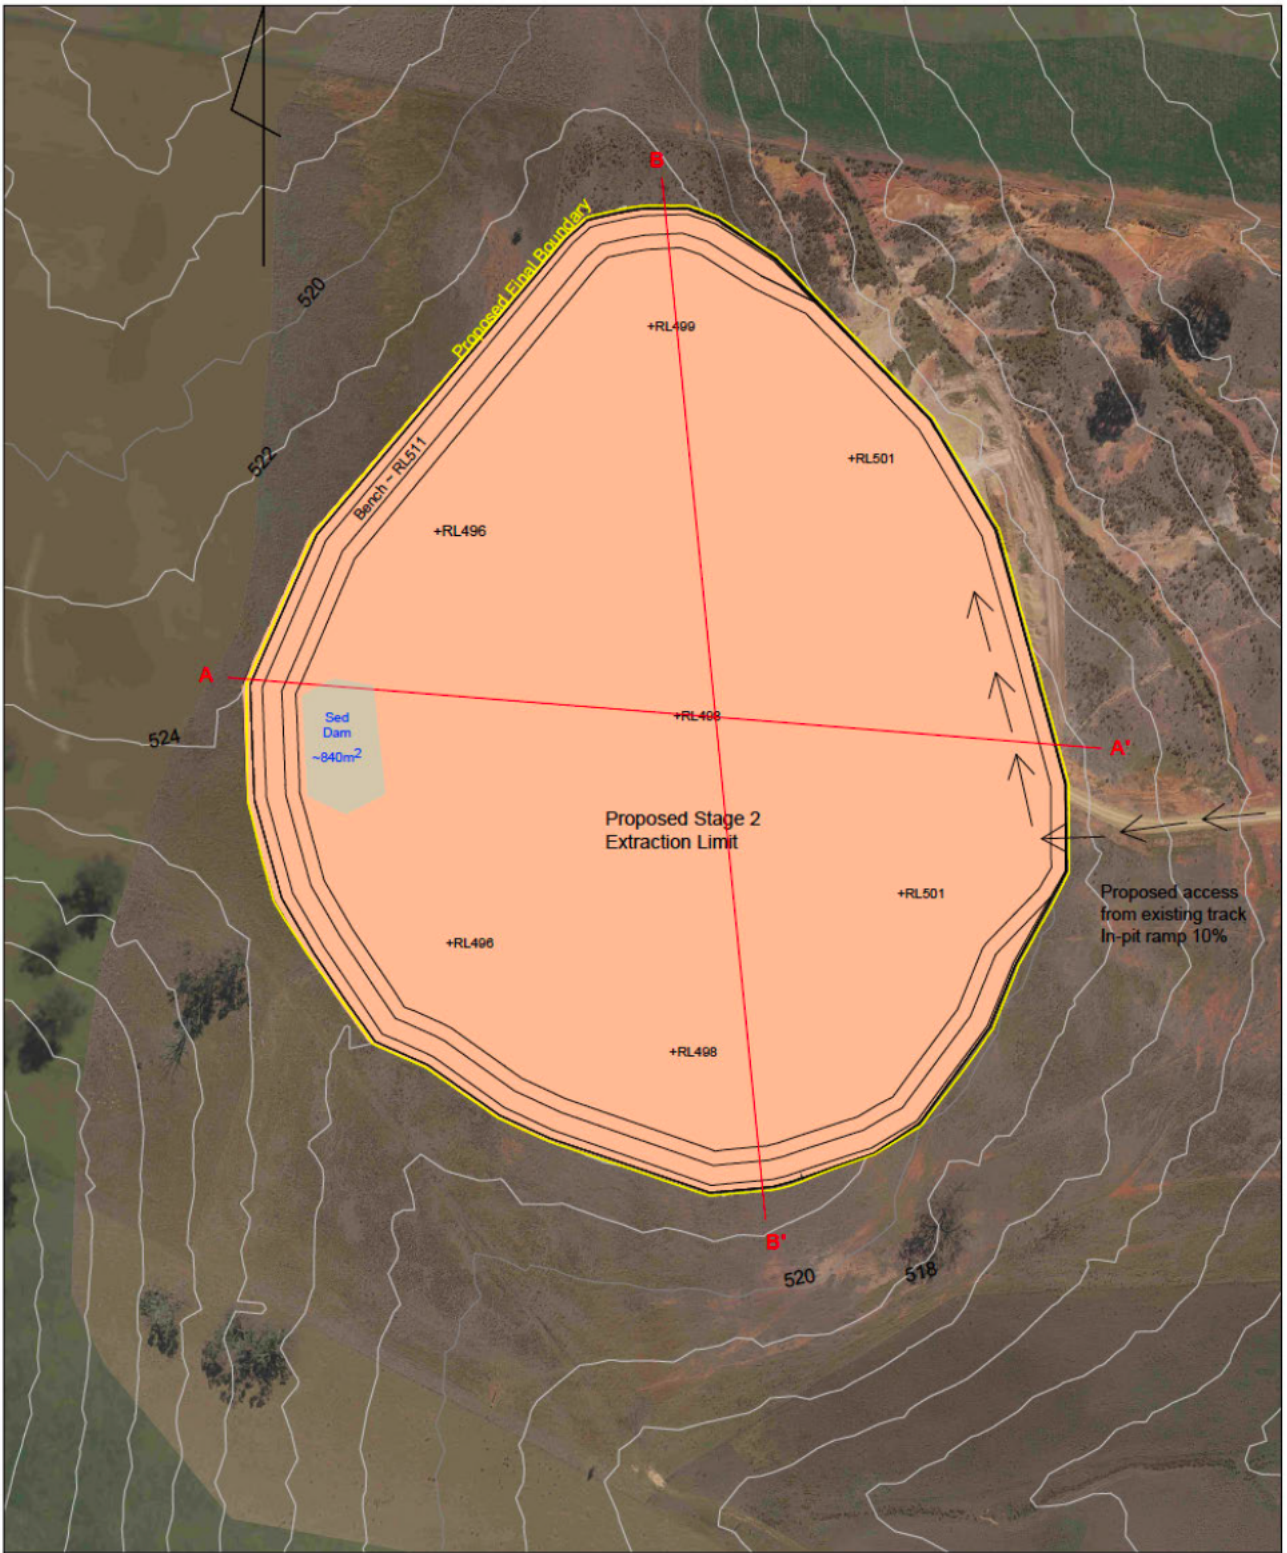 B
Proposed Final Boundary
520
+RL499
522
Bench ~ RL511
+RL501
+RL496
A
Sed
Dam
~840m2
+RL498
524
A'
Proposed Stage 2
Extraction Limit
+RL501
Proposed access
from existing track
In-pit ramp 10%
+RL496
+RL498
B'
520
518